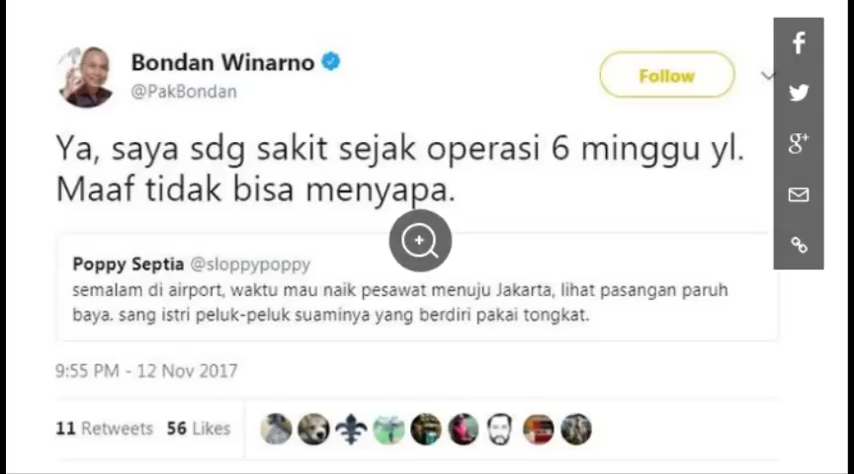 Bondan Winarno
@PakBondan
Follow
Ya, saya sdg sakit sejak operasi 6 minggu yl.
Maaf tidak bisa menyapa.
Poppy Septia @sloppypoppy
semalam di airport, waktu mau naik pesawat menuju Jakarta, lihat pasangan paruh
baya. sang istri peluk-peluk suaminya yang berdiri pakai tongkat.
9:55 PM - 12 Nov 2017
11 Retweets 56 Likes